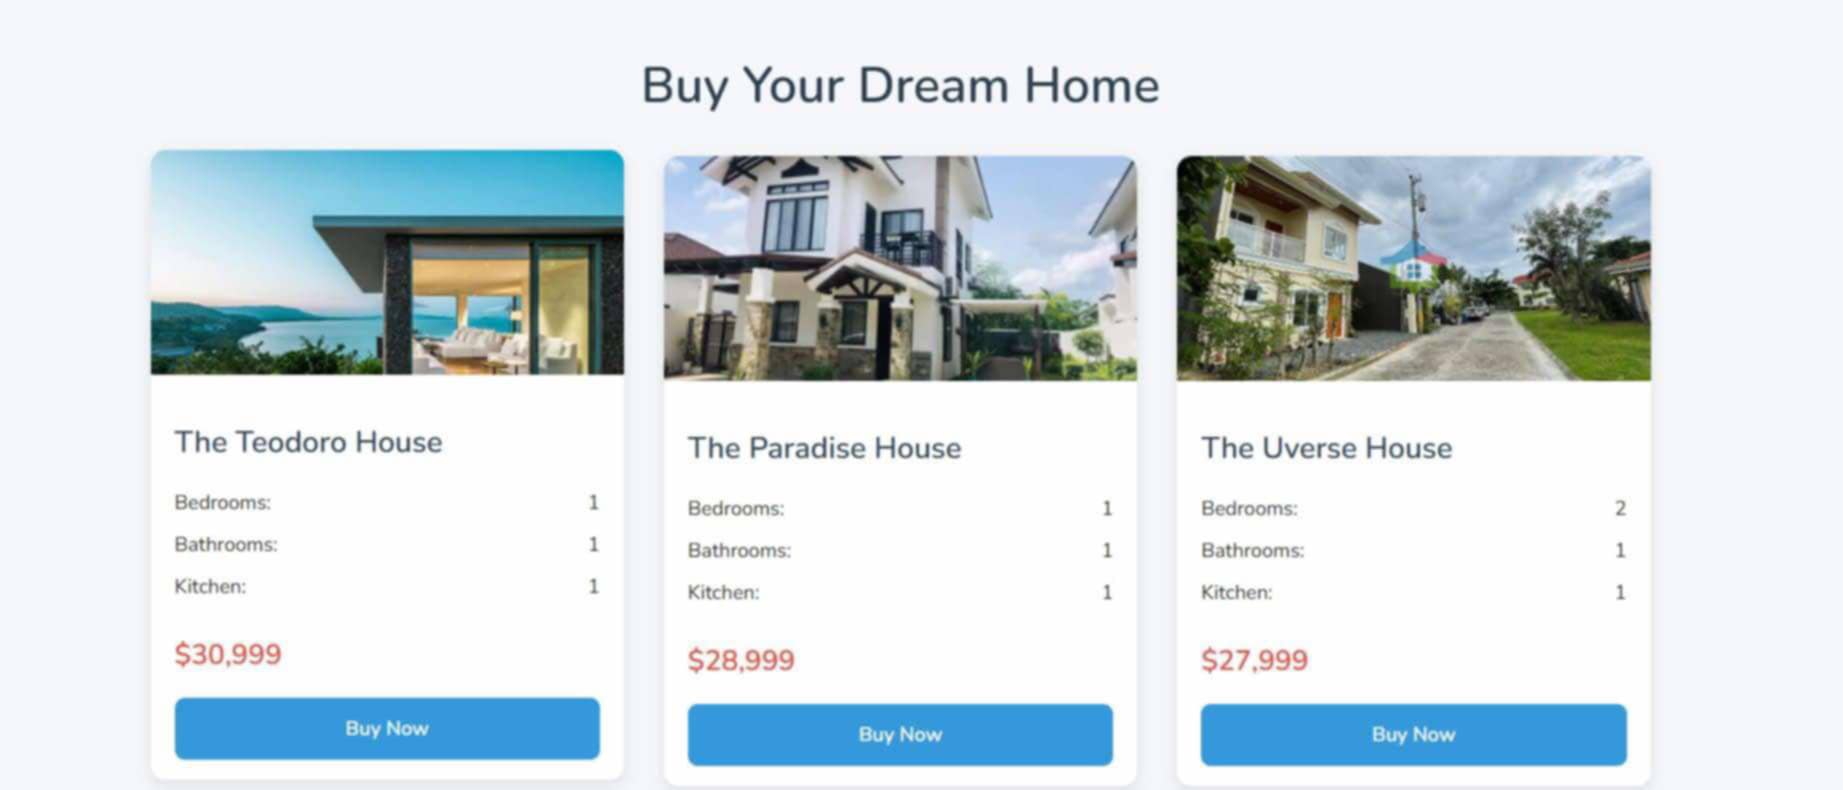 Buy Your Dream Home
The Teodoro House
Bedrooms: 1
Bathrooms: 1
Kitchen: 1
$30,999
Buy Now
The Paradise House
Bedrooms: 1
Bathrooms: 1
Kitchen: 1
$28,999
Buy Now
The Uverse House
Bedrooms: 2
Bathrooms: 1
Kitchen: 1
$27,999
Buy Now